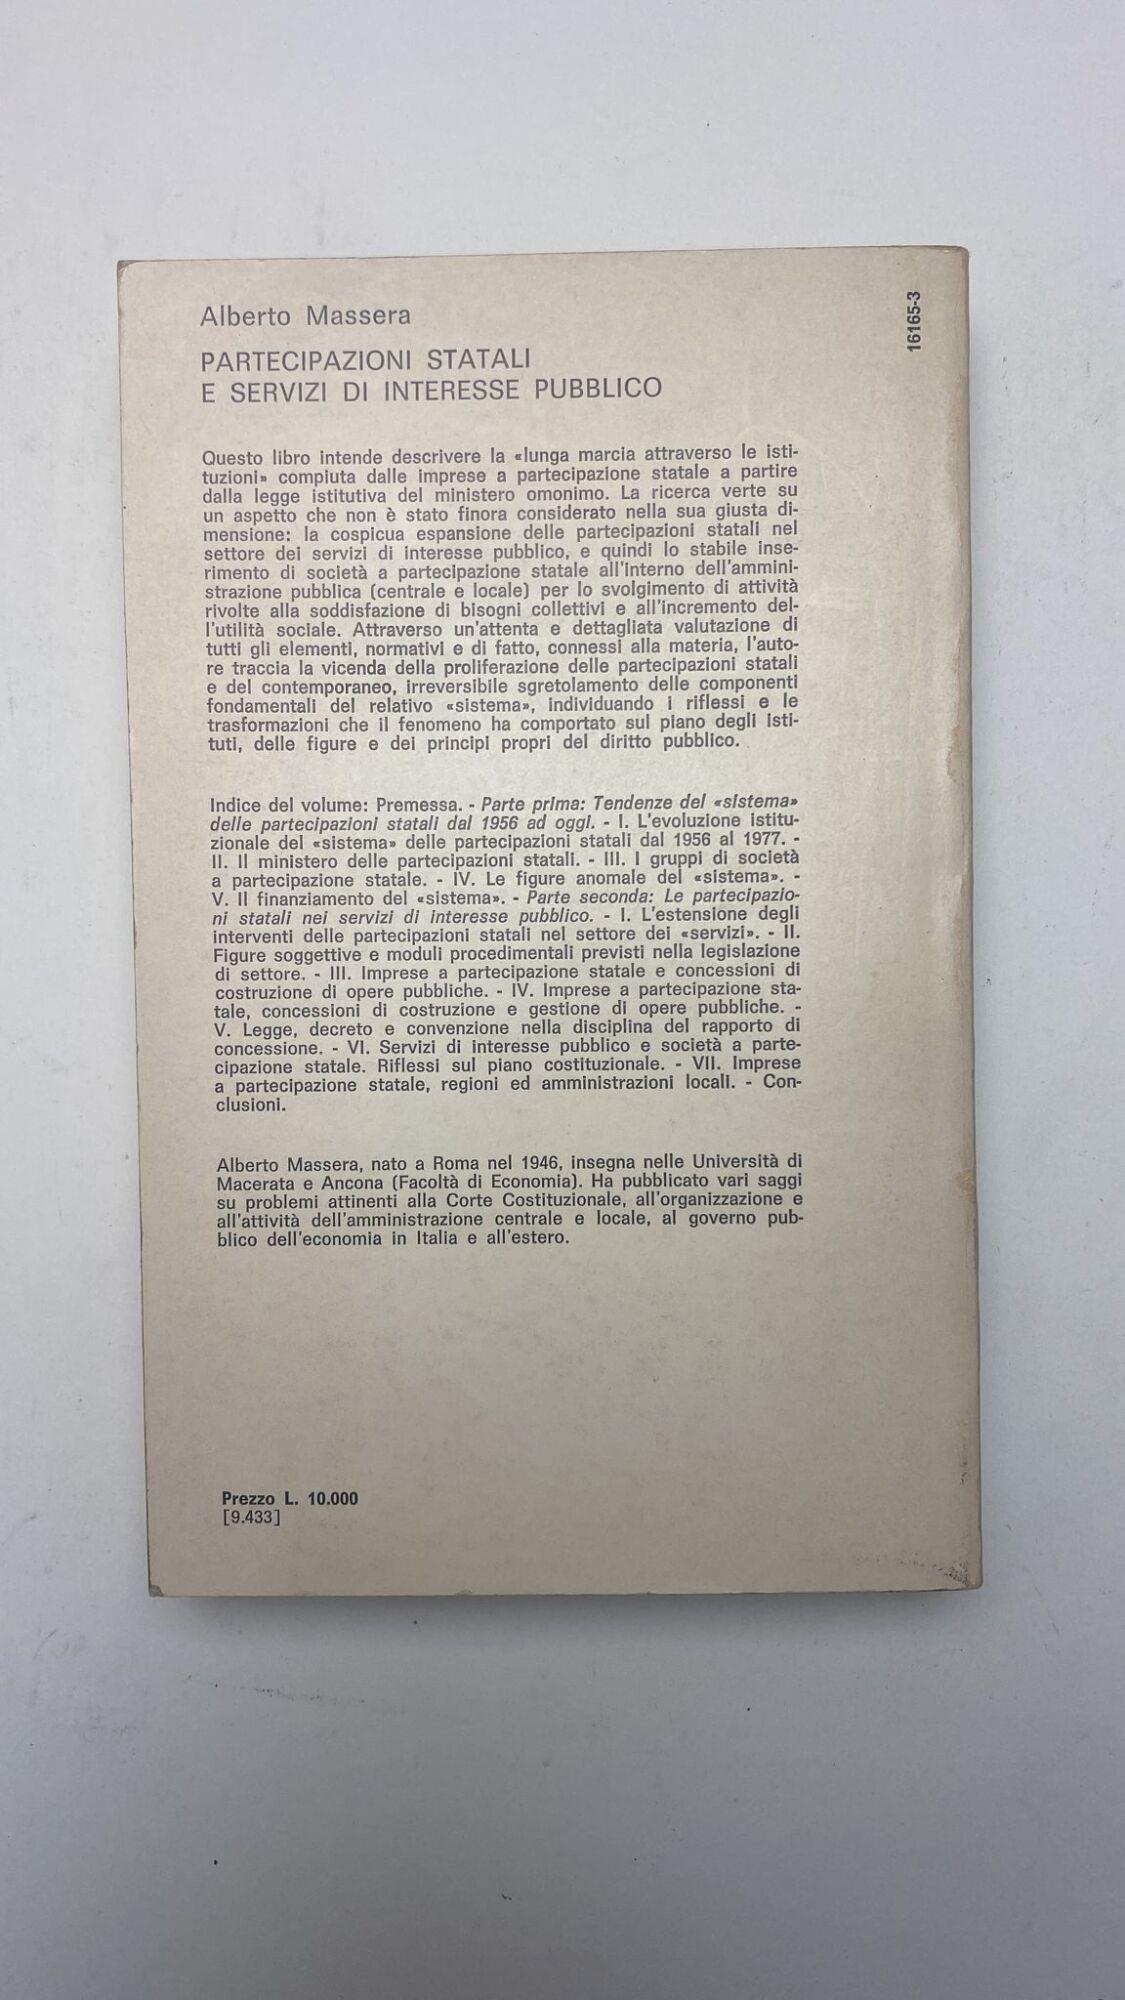 Alberto Massera
PARTECIPAZIONI STATALI
E SERVIZI DI INTERESSE PUBBLICO
16165-3
Questo libro intende descrivere la «lunga marcia attraverso le isti-
tuzioni» compiuta dalle imprese a partecipazione statale a partire
dalla legge istitutiva del ministero omonimo. La ricerca verte su
un aspetto che non è stato finora considerato nella sua giusta di-
mensione: la cospicua espansione delle partecipazioni statali nel
settore dei servizi di interesse pubblico, e quindi lo stabile inse-
rimento di società a partecipazione statale all'interno dell'ammini-
strazione pubblica (centrale e locale) per lo svolgimento di attività
rivolte alla soddisfazione di bisogni collettivi e all'incremento del-
l'utilità sociale. Attraverso un'attenta e dettagliata valutazione di
tutti gli elementi, normativi e di fatto, connessi alla materia, l'auto-
re traccia la vicenda della proliferazione delle partecipazioni statali
e del contemporaneo, irreversibile sgretolamento delle componenti
fondamentali del relativo «sistema», individuando i riflessi e le
trasformazioni che il fenomeno ha comportato sul piano degli isti-
tuti, delle figure e dei principi propri del diritto pubblico.
Indice del volume: Premessa. - Parte prima: Tendenze del «sistema»
delle partecipazioni statali dal 1956 ad oggi. - I. L'evoluzione istitu-
zionale del «sistema» delle partecipazioni statali dal 1956 al 1977. -
II. Il ministero delle partecipazioni statali. - III. I gruppi di società
a partecipazione statale. - IV. Le figure anomale del «sistema». -
V. Il finanziamento del «sistema». - Parte seconda: Le partecipazio-
ni statali nei servizi di interesse pubblico. - I. L'estensione degli
interventi delle partecipazioni statali nel settore dei «servizi». - II.
Figure soggettive e moduli procedimentali previsti nella legislazione
di settore. - III. Imprese a partecipazione statale e concessioni di
costruzione di opere pubbliche. - IV. Imprese a partecipazione sta-
tale, concessioni di costruzione e gestione di opere pubbliche. -
V. Legge, decreto e convenzione nella disciplina del rapporto di
concessione. - VI. Servizi di interesse pubblico e società a parte-
cipazione statale. Riflessi sul piano costituzionale. - VII. Imprese
a partecipazione statale, regioni ed amministrazioni locali. - Con-
clusioni.
Alberto Massera, nato a Roma nel 1946, insegna nelle Università di
Macerata e Ancona (Facoltà di Economia). Ha pubblicato vari saggi
su problemi attinenti alla Corte Costituzionale, all'organizzazione e
all'attività dell'amministrazione centrale e locale, al governo pub-
blico dell'economia in Italia e all'estero.
Prezzo L. 10.000
[9.433]